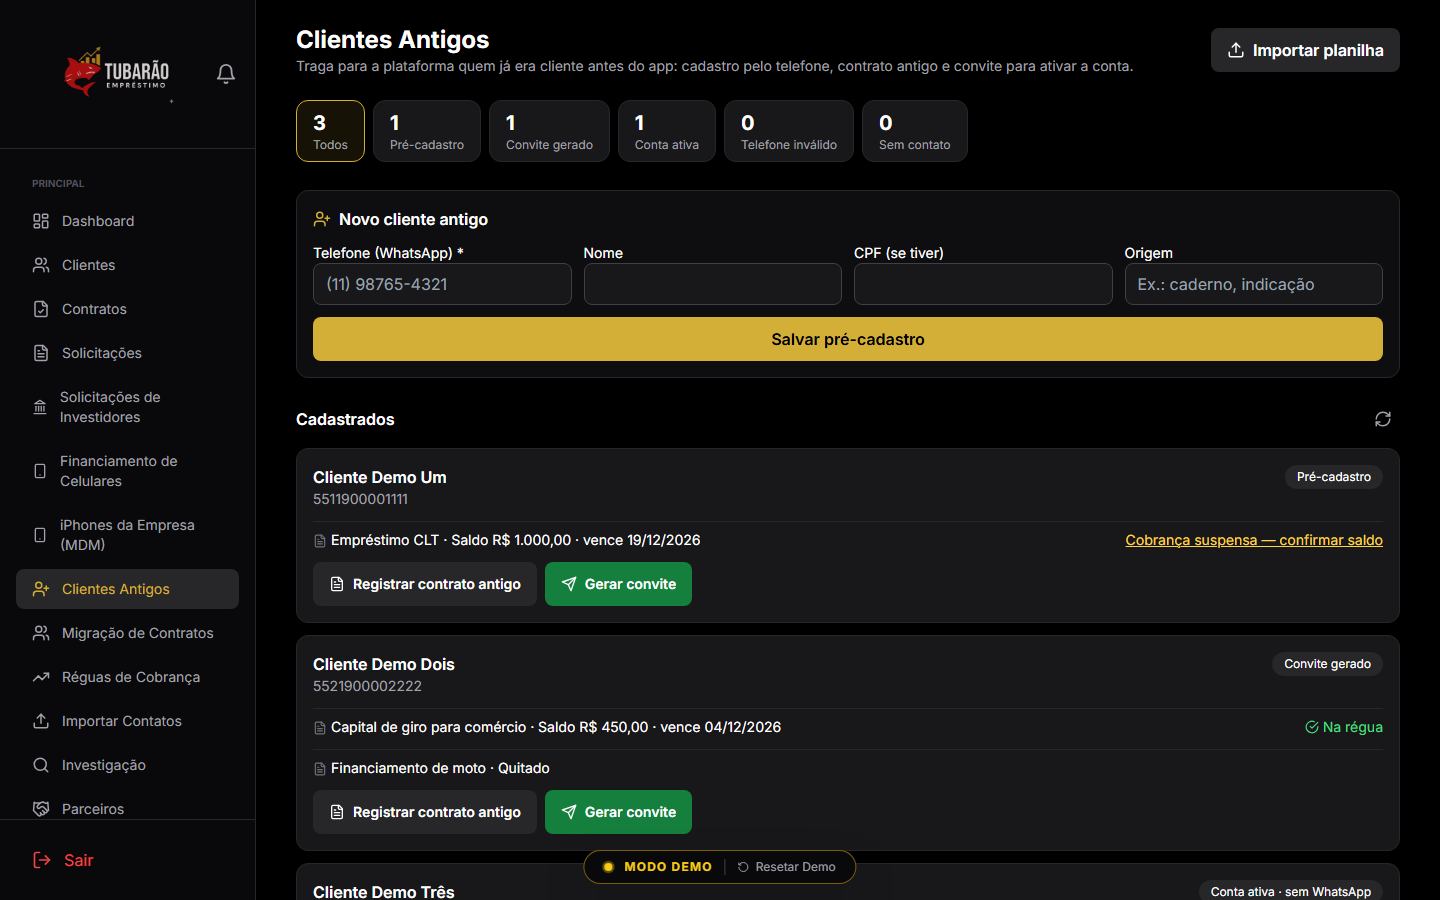 TUBARÃO
EMPRÉSTIMO
PRINCIPAL
Dashboard
Clientes
Contratos
Solicitações
Solicitações de
Investidores
Financiamento de
Celulares
iPhones da Empresa
(MDM)
Clientes Antigos
Migração de Contratos
Réguas de Cobrança
Importar Contatos
Investigação
Parceiros
Sair
Clientes Antigos
Traga para a plataforma quem já era cliente antes do app: cadastro pelo telefone, contrato antigo e convite para ativar a conta.
Importar planilha
3
Todos
1
Pré-cadastro
1
Convite gerado
1
Conta ativa
0
Telefone inválido
0
Sem contato
Novo cliente antigo
Telefone (WhatsApp) *
Nome
CPF (se tiver)
Origem
(11) 98765-4321
Ex.: caderno, indicação
Salvar pré-cadastro
Cadastrados
Cliente Demo Um
Pré-cadastro
5511900001111
Empréstimo CLT · Saldo R$ 1.000,00 · vence 19/12/2026
Cobrança suspensa — confirmar saldo
Registrar contrato antigo
Gerar convite
Cliente Demo Dois
Convite gerado
5521900002222
Capital de giro para comércio · Saldo R$ 450,00 · vence 04/12/2026
Na régua
Financiamento de moto · Quitado
Registrar contrato antigo
Gerar convite
MODO DEMO
Resetar Demo
Cliente Demo Três
Conta ativa · sem WhatsApp